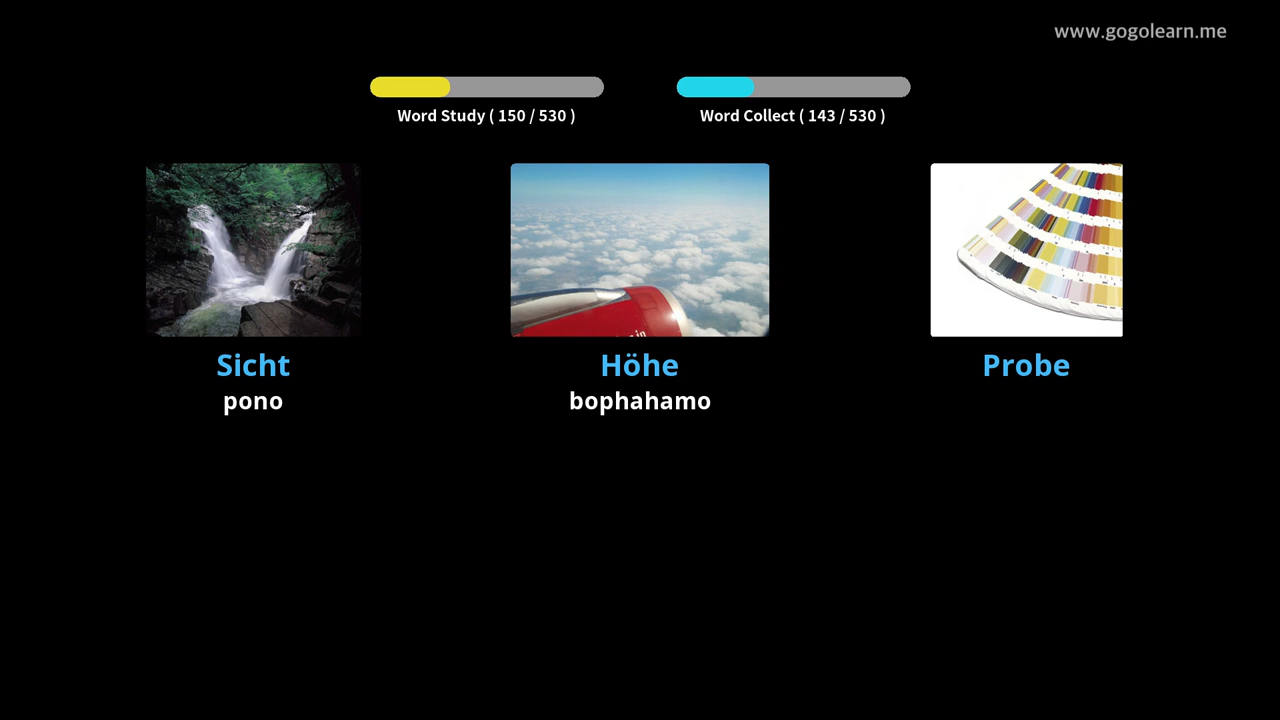 www.gogolearn.me
Word Study ( 150 / 530 )
Word Collect ( 143 / 530 )
Sicht
pono
Höhe
bophahamo
Probe